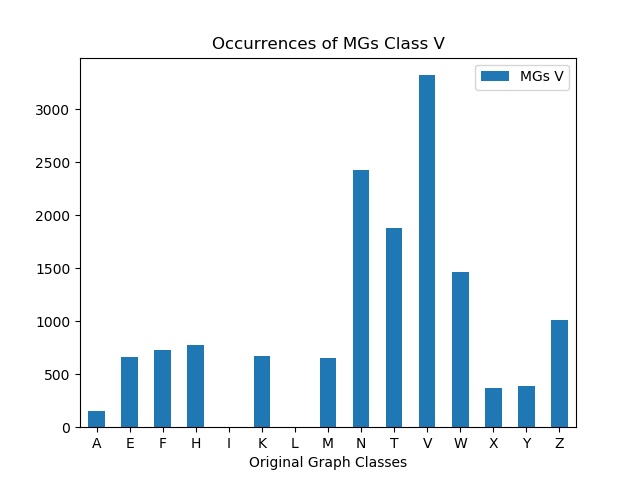 Occurrences of MGs Class V
MGs V
3000
2500
2000
1500
1000
500
0
A E F H I K L M N T V W X Y Z
Original Graph Classes